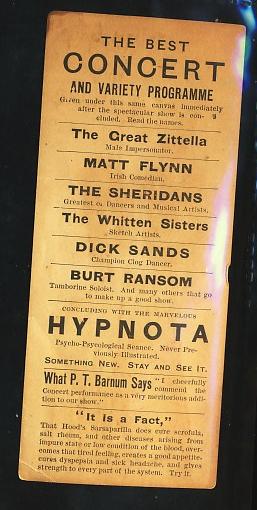 THE BEST
CONCERT
AND VARIETY PROGRAMME
Given under this same canvas immediately
after the spectacular show is con-
cluded. Read the names.
The Great Zittella
Male Impersonator.
MATT FLYNN
Irish Comedian.
THE SHERIDANS
Greatest of Dancers and Musical Artists.
The Whitten Sisters
Sketch Artists.
DICK SANDS
Champion Clog Dancer.
BURT RANSOM
Tamborine Soloist. And many others that go
to make up a good show.
CONCLUDING WITH THE MARVELOUS
HYPNOTA
Psycho-Psycological Seance. Never Pre-
viously Illustrated.
SOMETHING NEW. STAY AND SEE IT.
What P. T. Barnum Says "I cheerfully
commend the
Concert performance as a very meritorious addi-
tion to our show."
"It is a Fact,"
That Hood's Sarsaparilla does cure scrofula,
salt rheum, and other diseases arising from
impure state or low condition of the blood, over-
comes that tired feeling, creates a good appetite,
cures dyspepsia and sick headache, and gives
strength to every part of the system. Try it.